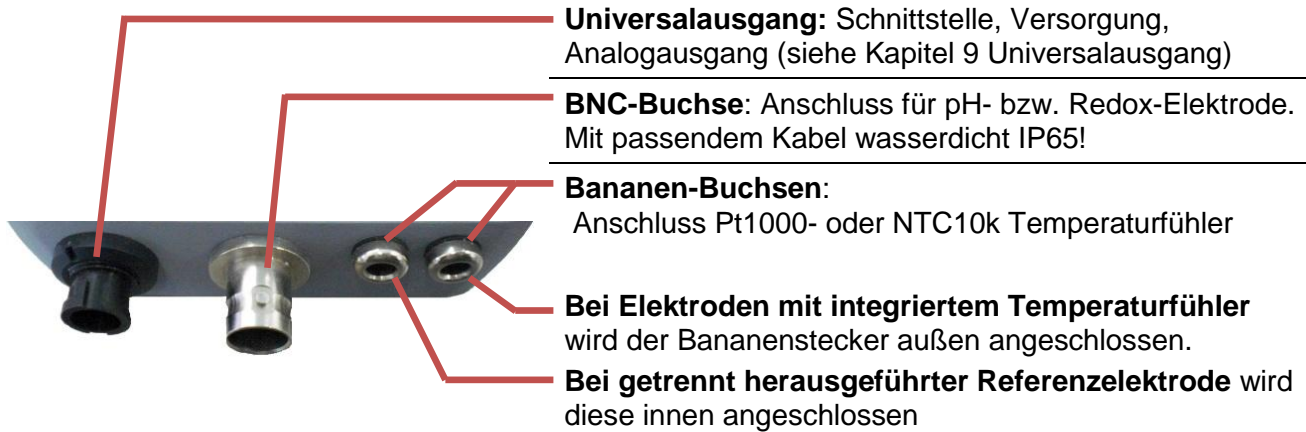 Universalausgang: Schnittstelle, Versorgung,
Analogausgang (siehe Kapitel 9 Universalausgang)
BNC-Buchse: Anschluss für pH- bzw. Redox-Elektrode.
Mit passendem Kabel wasserdicht IP65!
Bananen-Buchsen:
Anschluss Pt1000- oder NTC10k Temperaturfühler
Bei Elektroden mit integriertem Temperaturfühler
wird der Bananenstecker außen angeschlossen.
Bei getrennt herausgeführter Referenzelektrode wird
diese innen angeschlossen